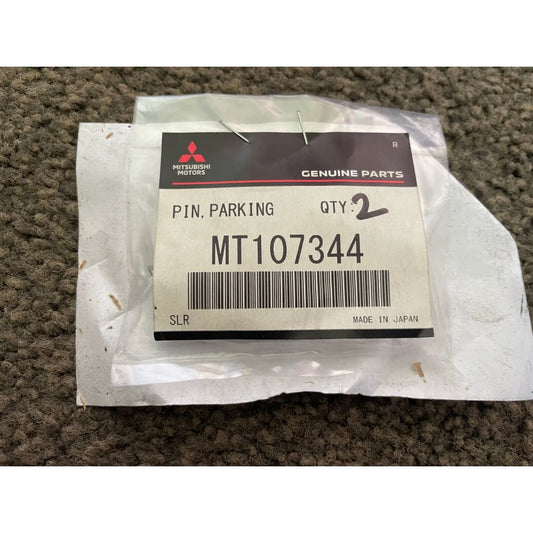 R
MITSUBISHI
MOTORS
GENUINE PARTS
PIN, PARKING QTY: 2
MT107344
SLR MADE IN JAPAN